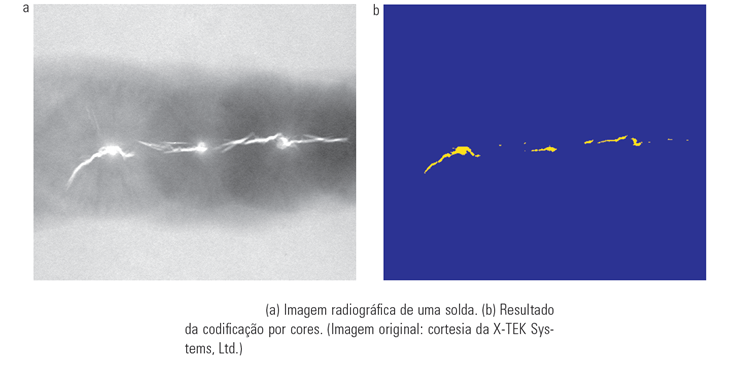 a
b
(a) Imagem radiográfica de uma solda. (b) Resultado
da codificação por cores. (Imagem original: cortesia da X-TEK Sys-
tems, Ltd.)